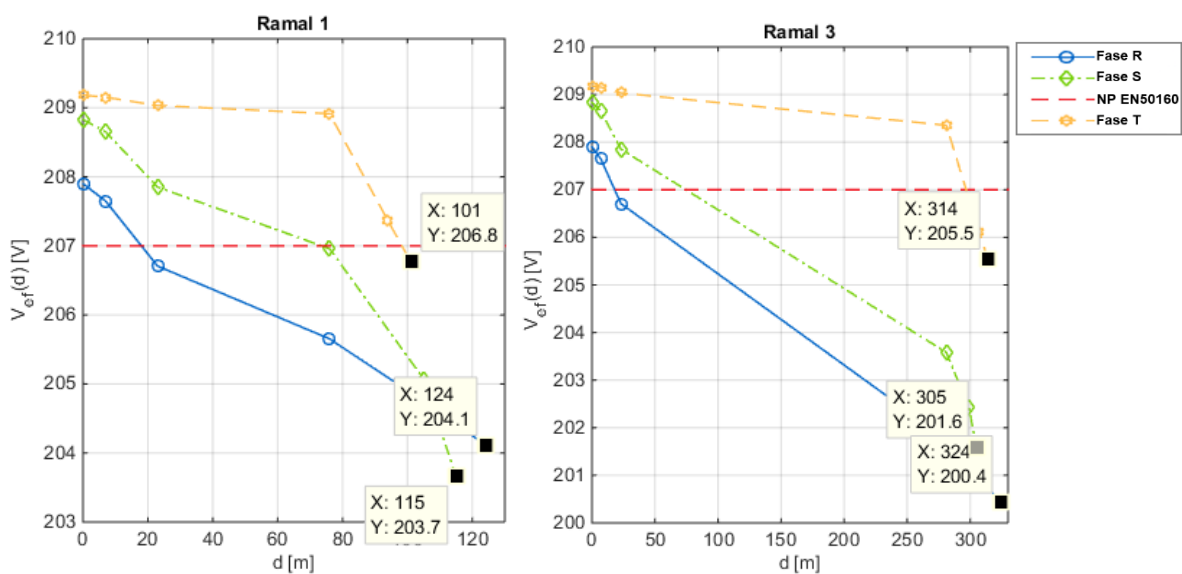 Ramal 1
210
209
208
207
206
205
204
203
V_ef(d) [V]
0
20
40
60
80
120
d [m]
X: 101
Y: 206.8
X: 124
Y: 204.1
X: 115
Y: 203.7
Ramal 3
210
209
208
207
206
205
204
203
202
201
200
V_ef(d) [V]
0
50
100
150
200
250
300
d [m]
X: 314
Y: 205.5
X: 305
Y: 201.6
X: 324
Y: 200.4
Fase R
Fase S
NP EN50160
Fase T